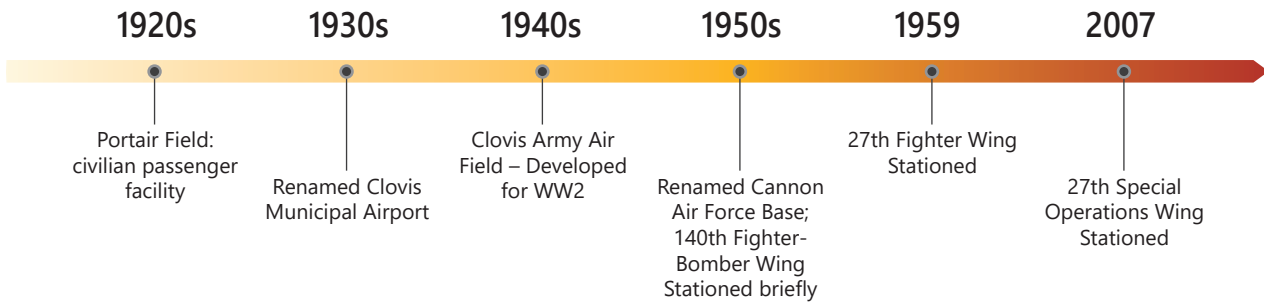 1920s
1930s
1940s
1950s
1959
2007
Portair Field:
civilian passenger
facility
Renamed Clovis
Municipal Airport
Clovis Army Air
Field – Developed
for WW2
Renamed Cannon
Air Force Base;
140th Fighter-
Bomber Wing
Stationed briefly
27th Fighter Wing
Stationed
27th Special
Operations Wing
Stationed